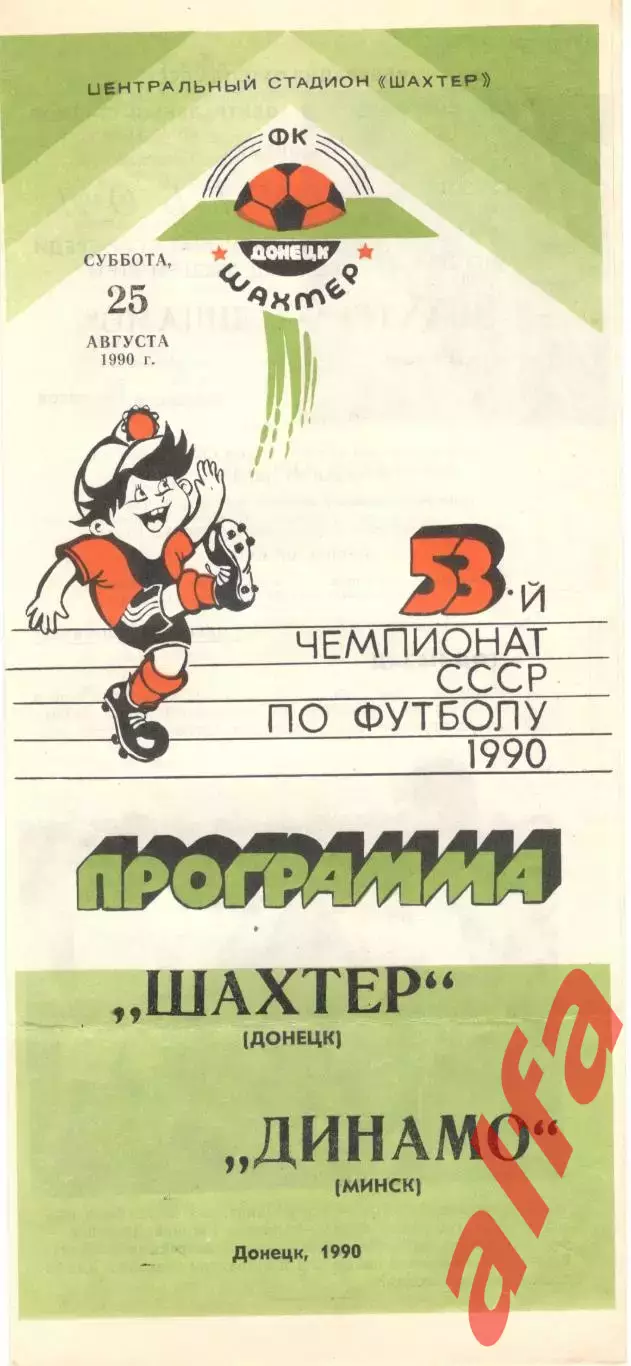 ЦЕНТРАЛЬНЫЙ СТАДИОН «ШАХТЕР»
ФК
ДОНЕЦК
ШАХТЕР
СУББОТА,
25
АВГУСТА
1990 г.
53-Й
ЧЕМПИОНАТ
СССР
ПО ФУТБОЛУ
1990
ПРОГРАММА
„ШАХТЕР“
(ДОНЕЦК)
„ДИНАМО“
(МИНСК)
Донецк, 1990
alfa